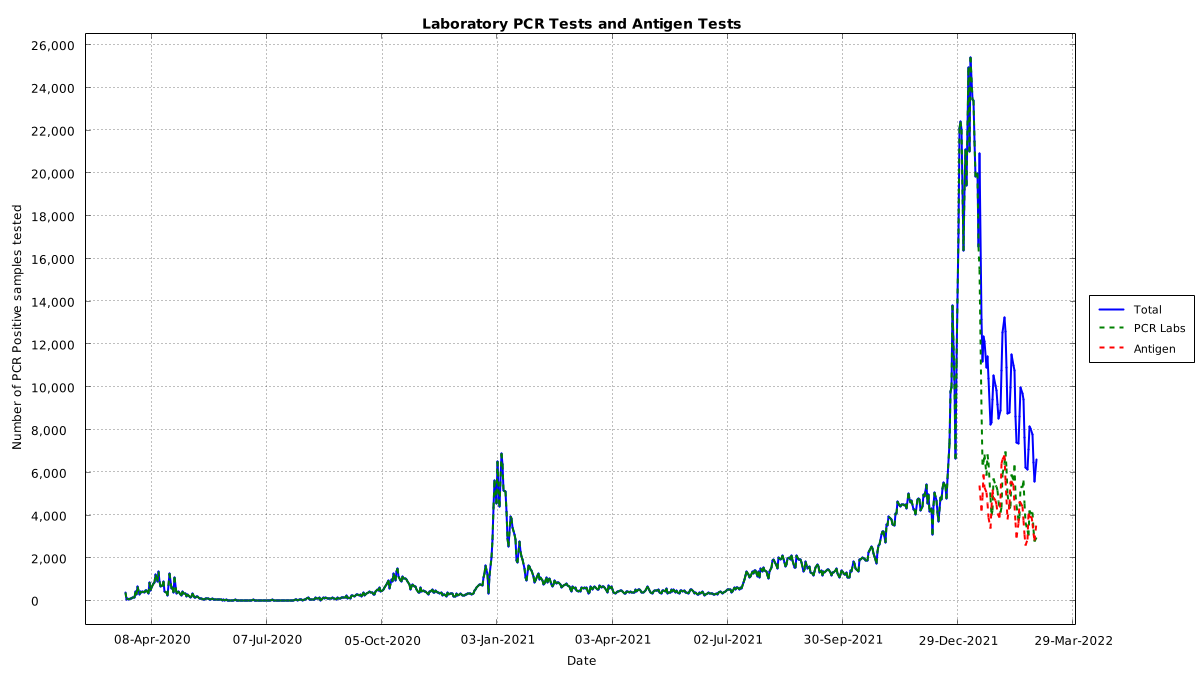 Laboratory PCR Tests and Antigen Tests
26,000
24,000
22,000
20,000
18,000
16,000
14,000
12,000
10,000
8,000
6,000
4,000
2,000
0
Number of PCR Positive samples tested
08-Apr-2020
07-Jul-2020
05-Oct-2020
03-Jan-2021
03-Apr-2021
02-Jul-2021
30-Sep-2021
29-Dec-2021
29-Mar-2022
Date
Total
PCR Labs
Antigen